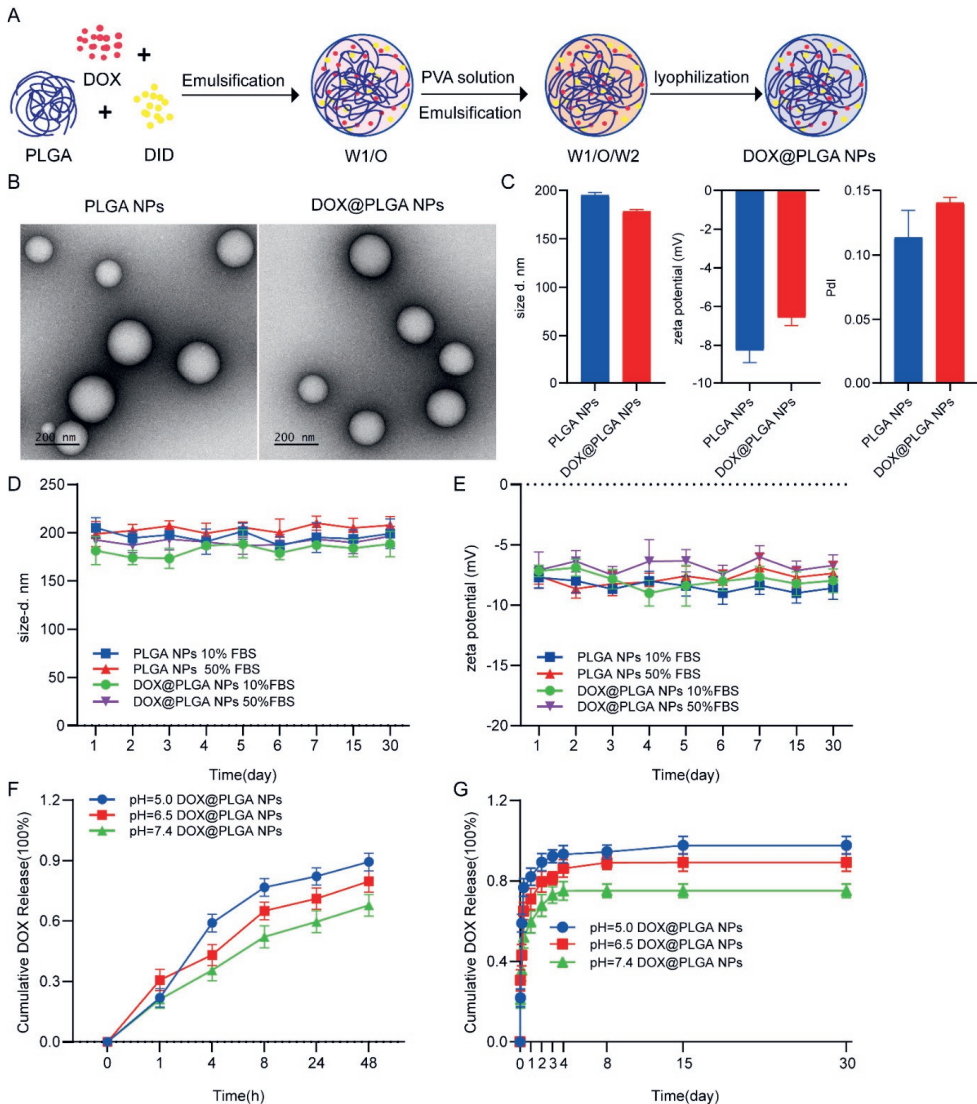 A
DOX
PLGA
DID
Emulsification
W1/O
PVA solution
Emulsification
W1/O/W2
lyophilization
DOX@PLGA NPs
B
PLGA NPs
DOX@PLGA NPs
200 nm
200 nm
C
size d. nm
200
150
100
50
0
PLGA NPs
DOX@PLGA NPs
zeta potential (mV)
0
-2
-4
-6
-8
-10
PLGA NPs
DOX@PLGA NPs
PdI
0.15
0.10
0.05
0.00
PLGA NPs
DOX@PLGA NPs
D
size-d. nm
250
200
150
100
50
0
PLGA NPs 10% FBS
PLGA NPs 50% FBS
DOX@PLGA NPs 10%FBS
DOX@PLGA NPs 50%FBS
1 2 3 4 5 6 7 15 30
Time(day)
E
zeta potential (mV)
0
-5
-10
-15
-20
PLGA NPs 10% FBS
PLGA NPs 50% FBS
DOX@PLGA NPs 10%FBS
DOX@PLGA NPs 50%FBS
1 2 3 4 5 6 7 15 30
Time(day)
F
Cumulative DOX Release(100%)
1.2
0.9
0.6
0.3
0.0
pH=5.0 DOX@PLGA NPs
pH=6.5 DOX@PLGA NPs
pH=7.4 DOX@PLGA NPs
0 1 4 8 24 48
Time(h)
G
Cumulative DOX Release(100%)
1.2
0.8
0.4
0.0
pH=5.0 DOX@PLGA NPs
pH=6.5 DOX@PLGA NPs
pH=7.4 DOX@PLGA NPs
0 1 2 3 4 8 15 30
Time(day)